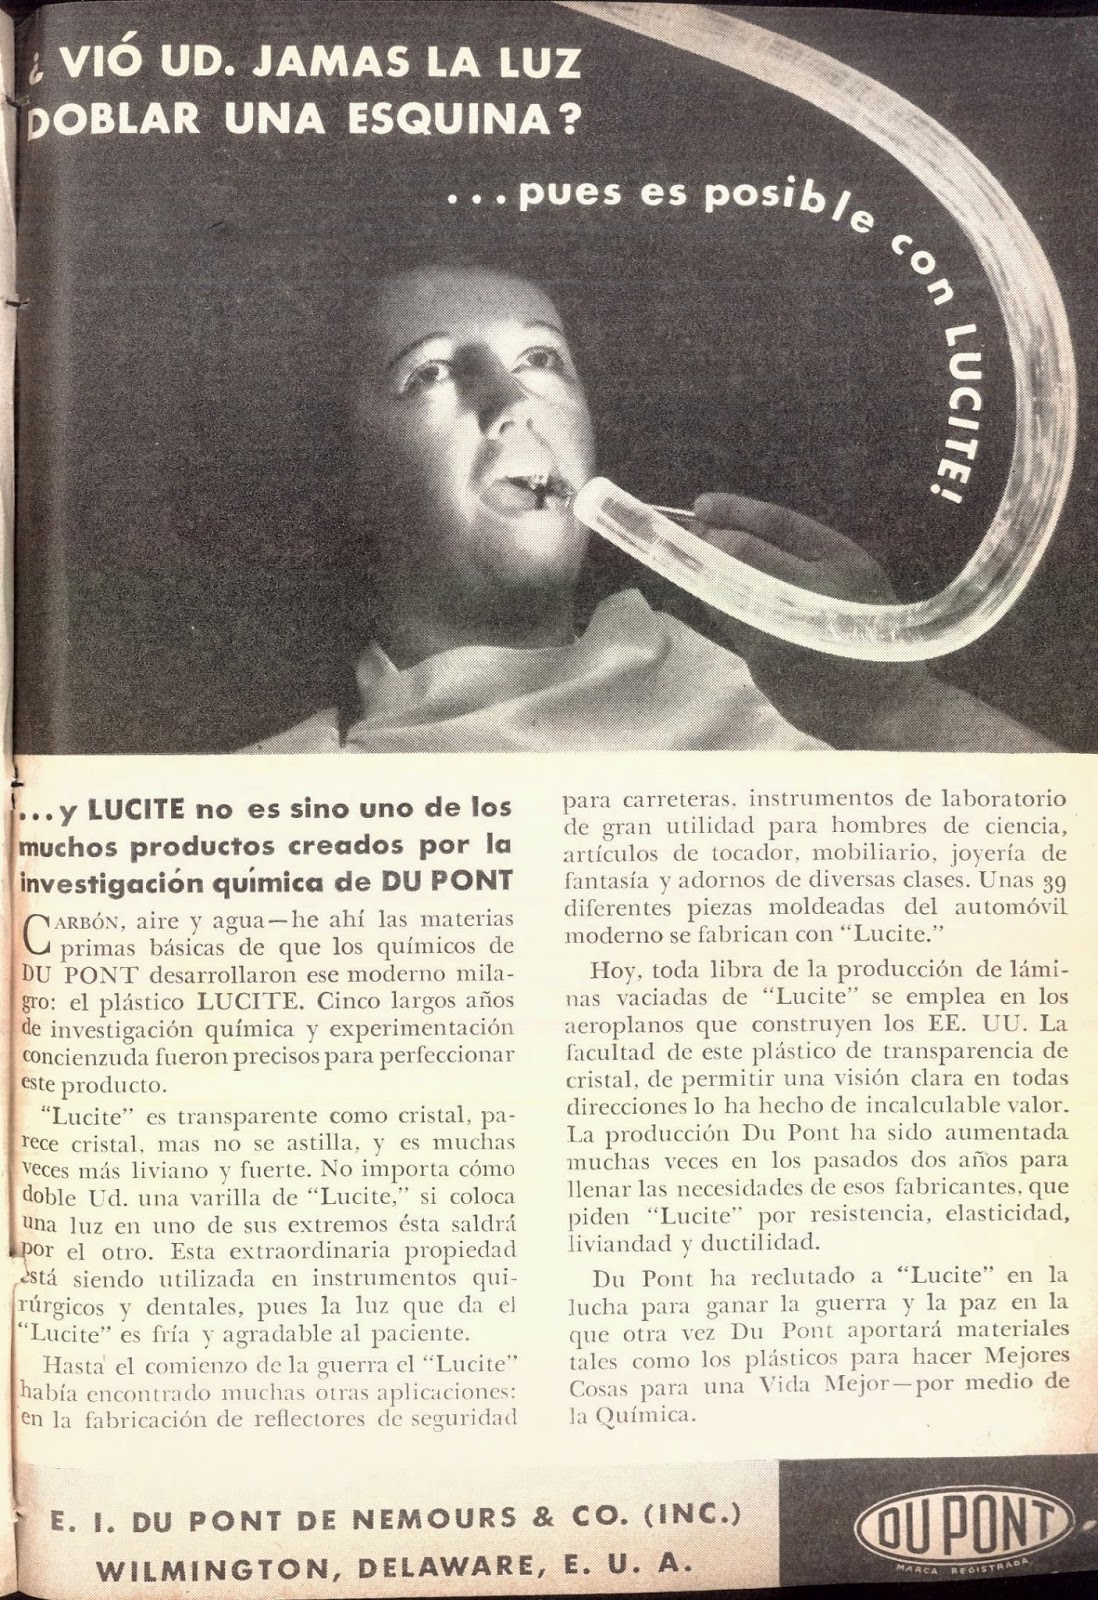 ¿ VIÓ UD. JAMAS LA LUZ
DOBLAR UNA ESQUINA?
...pues es posible con LUCITE!
...y LUCITE no es sino uno de los
muchos productos creados por la
investigación química de DU PONT
CARBÓN, aire y agua—he ahí las materias
primas básicas de que los químicos de
DU PONT desarrollaron ese moderno mila-
gro: el plástico LUCITE. Cinco largos años
de investigación química y experimentación
concienzuda fueron precisos para perfeccionar
este producto.
"Lucite" es transparente como cristal, pa-
rece cristal, mas no se astilla, y es muchas
veces más liviano y fuerte. No importa cómo
doble Ud. una varilla de "Lucite," si coloca
una luz en uno de sus extremos ésta saldrá
por el otro. Esta extraordinaria propiedad
está siendo utilizada en instrumentos qui-
rúrgicos y dentales, pues la luz que da el
"Lucite" es fría y agradable al paciente.
Hasta el comienzo de la guerra el "Lucite"
había encontrado muchas otras aplicaciones:
en la fabricación de reflectores de seguridad
para carreteras, instrumentos de laboratorio
de gran utilidad para hombres de ciencia,
artículos de tocador, mobiliario, joyería de
fantasía y adornos de diversas clases. Unas 39
diferentes piezas moldeadas del automóvil
moderno se fabrican con "Lucite."
Hoy, toda libra de la producción de lámi-
nas vaciadas de "Lucite" se emplea en los
aeroplanos que construyen los EE. UU. La
facultad de este plástico de transparencia de
cristal, de permitir una visión clara en todas
direcciones lo ha hecho de incalculable valor.
La producción Du Pont ha sido aumentada
muchas veces en los pasados dos años para
llenar las necesidades de esos fabricantes, que
piden "Lucite" por resistencia, elasticidad,
liviandad y ductilidad.
Du Pont ha reclutado a "Lucite" en la
lucha para ganar la guerra y la paz en la
que otra vez Du Pont aportará materiales
tales como los plásticos para hacer Mejores
Cosas para una Vida Mejor—por medio de
la Química.
E. I. DU PONT DE NEMOURS & CO. (INC.)
WILMINGTON, DELAWARE, E. U. A.
DU PONT
MARCA REGISTRADA